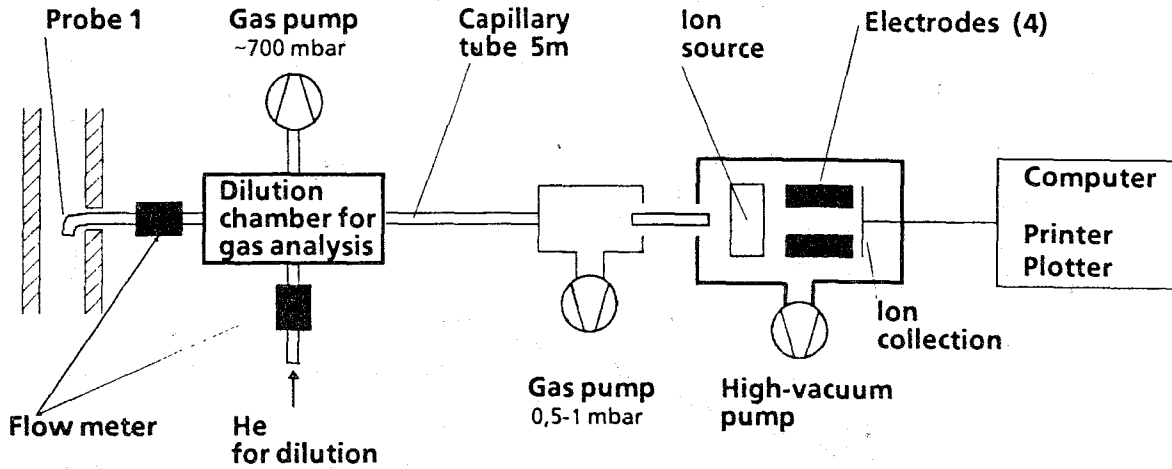 Probe 1
Gas pump
~700 mbar
Capillary
tube 5m
Ion
source
Electrodes (4)
Dilution
chamber for
gas analysis
Computer
Printer
Plotter
Ion
collection
Gas pump
0,5-1 mbar
High-vacuum
pump
Flow meter
He
for dilution